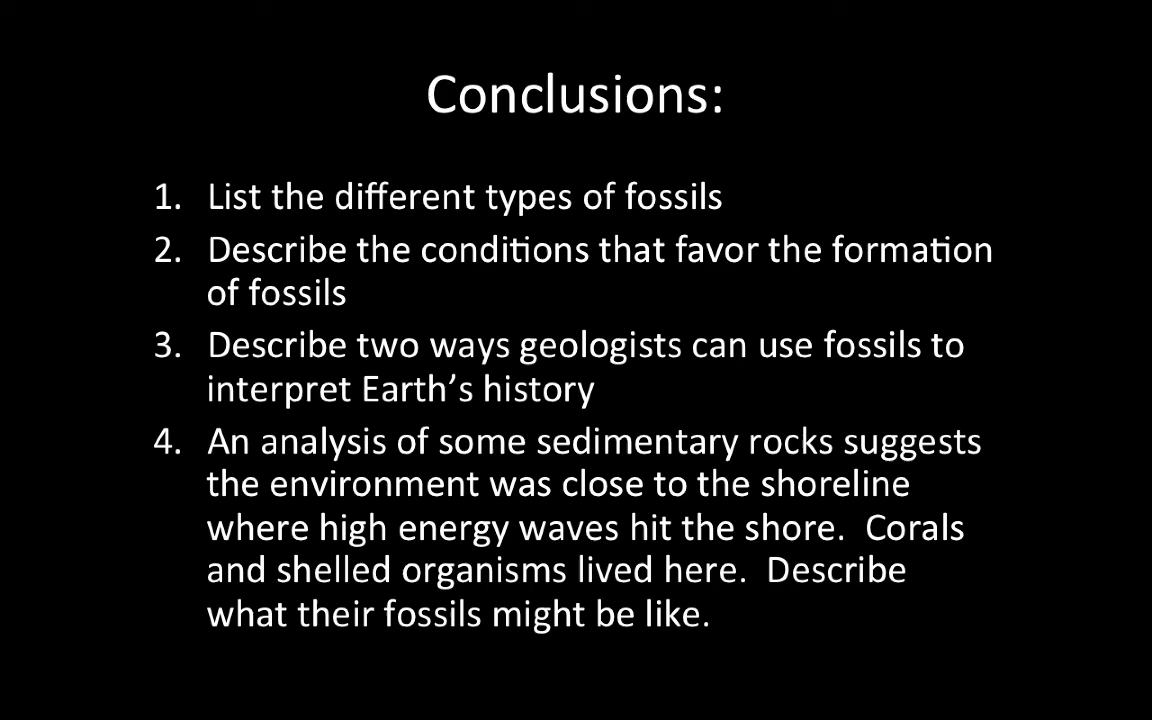 Conclusions:
1. List the different types of fossils
2. Describe the conditions that favor the formation
of fossils
3. Describe two ways geologists can use fossils to
interpret Earth’s history
4. An analysis of some sedimentary rocks suggests
the environment was close to the shoreline
where high energy waves hit the shore.  Corals
and shelled organisms lived here.  Describe
what their fossils might be like.